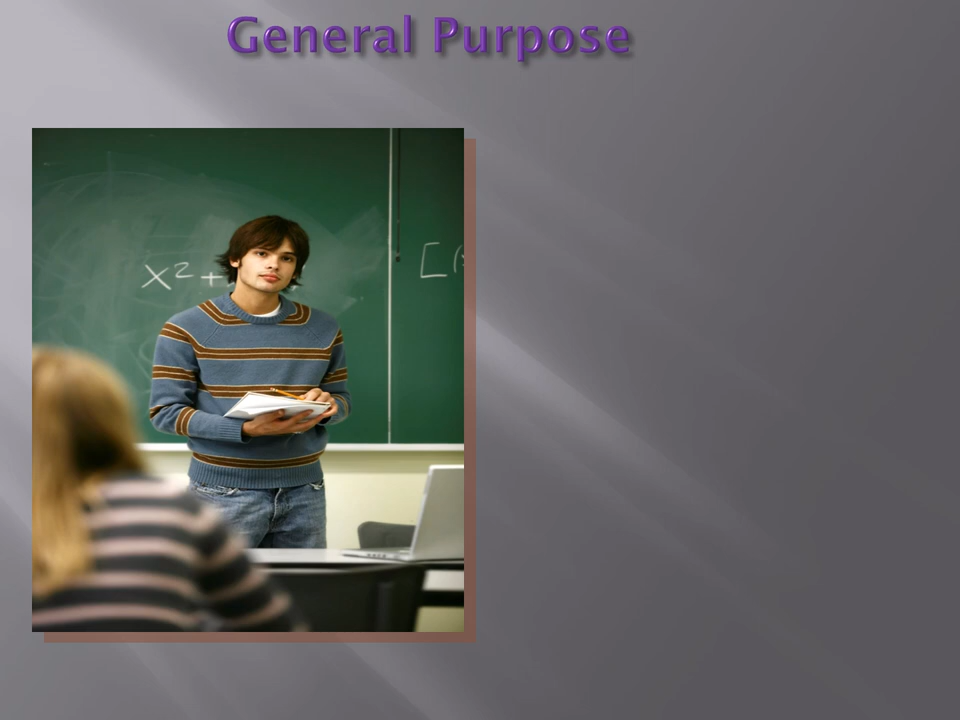 General Purpose
x² +
[